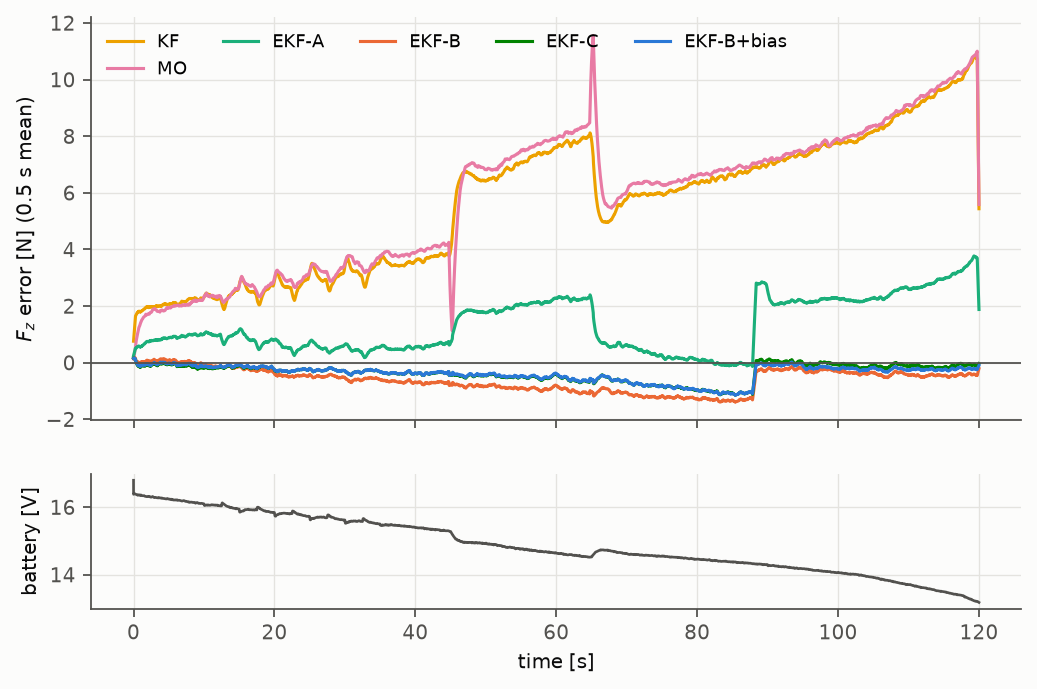 KF EKF-A EKF-B EKF-C EKF-B+bias
MO
12
10
8
6
4
2
0
−2
F_z error [N] (0.5 s mean)
16
14
battery [V]
0 20 40 60 80 100 120
time [s]